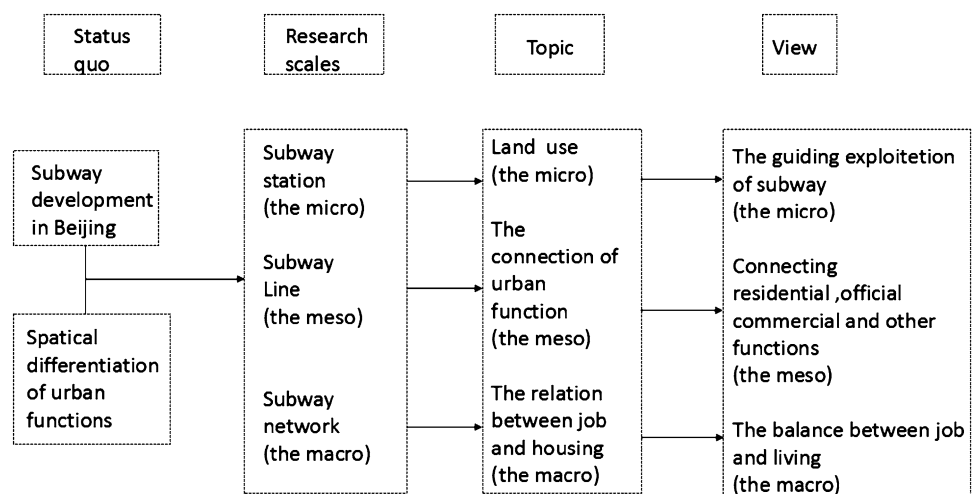 Status
quo
Research
scales
Topic
View
Subway
development
in Beijing
Spatical
differentiation
of urban
functions
Subway
station
(the micro)
Subway
Line
(the meso)
Subway
network
(the macro)
Land use
(the micro)
The
connection of
urban
function
(the meso)
The relation
between job
and housing
(the macro)
The guiding exploitetion
of subway
(the micro)
Connecting
residential ,official
commercial and other
functions
(the meso)
The balance between job
and living
(the macro)